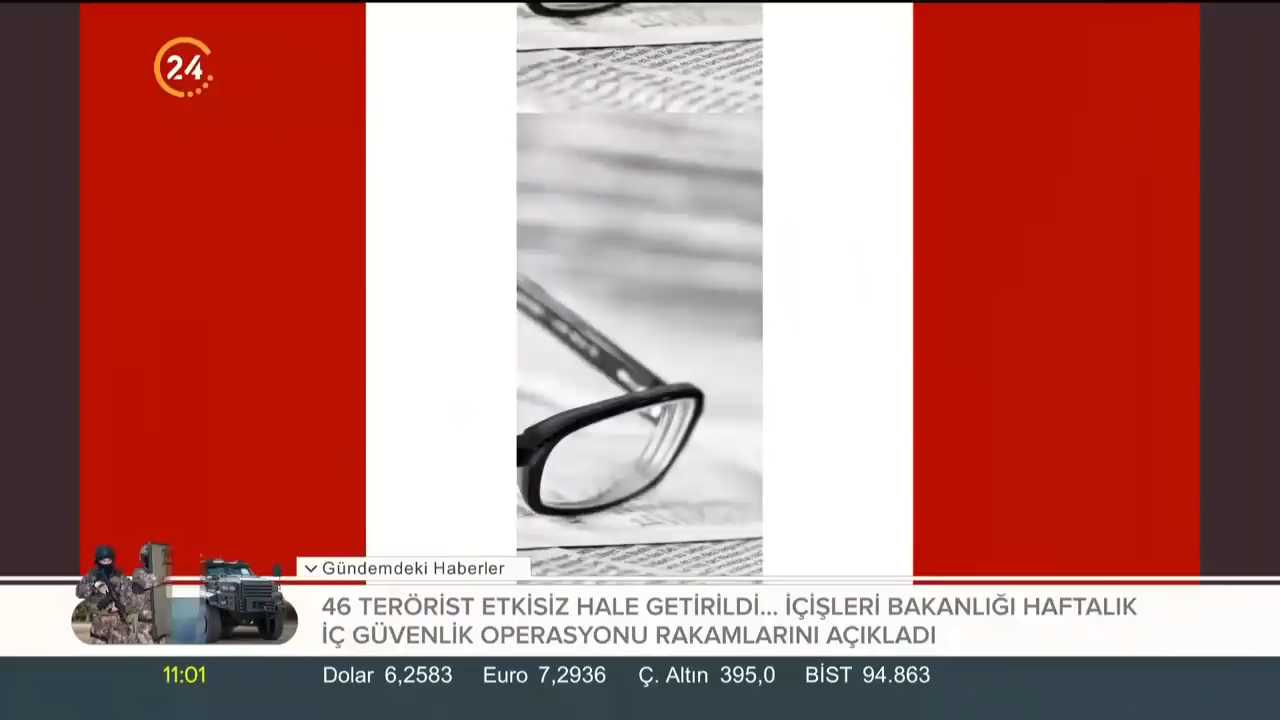 24
Gündemdeki Haberler
46 TERÖRİST ETKİSİZ HALE GETİRİLDİ... İÇİŞLERİ BAKANLIĞI HAFTALIK
İÇ GÜVENLİK OPERASYONU RAKAMLARINI AÇIKLADI
11:01 Dolar 6,2583 Euro 7,2936 Ç. Altın 395,0 BİST 94.863